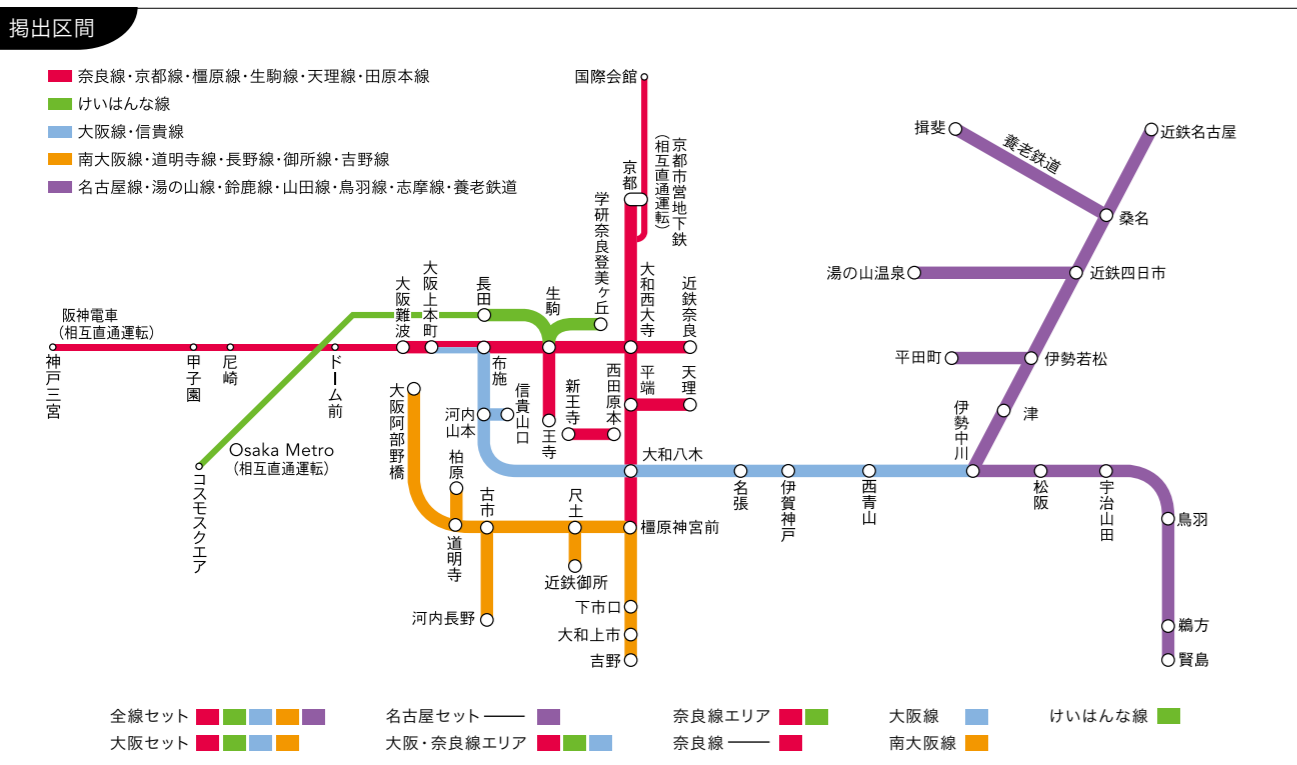 掲出区間
奈良線・京都線・橿原線・生駒線・天理線・田原本線
けいはんな線
大阪線・信貴線
南大阪線・道明寺線・長野線・御所線・吉野線
名古屋線・湯の山線・鈴鹿線・山田線・鳥羽線・志摩線・養老鉄道
国際会館
京都市営地下鉄
（相互直通運転）
京都
学研奈良登美ヶ丘
大和西大寺
近鉄奈良
生駒
長田
大阪上本町
大阪難波
阪神電車
（相互直通運転）
神戸三宮
甲子園
尼崎
ドーム前
布施
Osaka Metro
（相互直通運転）
コスモスクエア
大阪阿部野橋
河内
山本
信貴山口
王寺
新王寺
西田原本
平端
天理
大和八木
柏原
道明寺
古市
尺土
橿原神宮前
近鉄御所
河内長野
下市口
大和上市
吉野
名張
伊賀神戸
西青山
伊勢中川
揖斐
養老鉄道
近鉄名古屋
桑名
湯の山温泉
近鉄四日市
平田町
伊勢若松
津
松阪
宇治山田
鳥羽
鵜方
賢島
全線セット
名古屋セット
奈良線エリア
大阪線
けいはんな線
大阪セット
大阪・奈良線エリア
奈良線
南大阪線